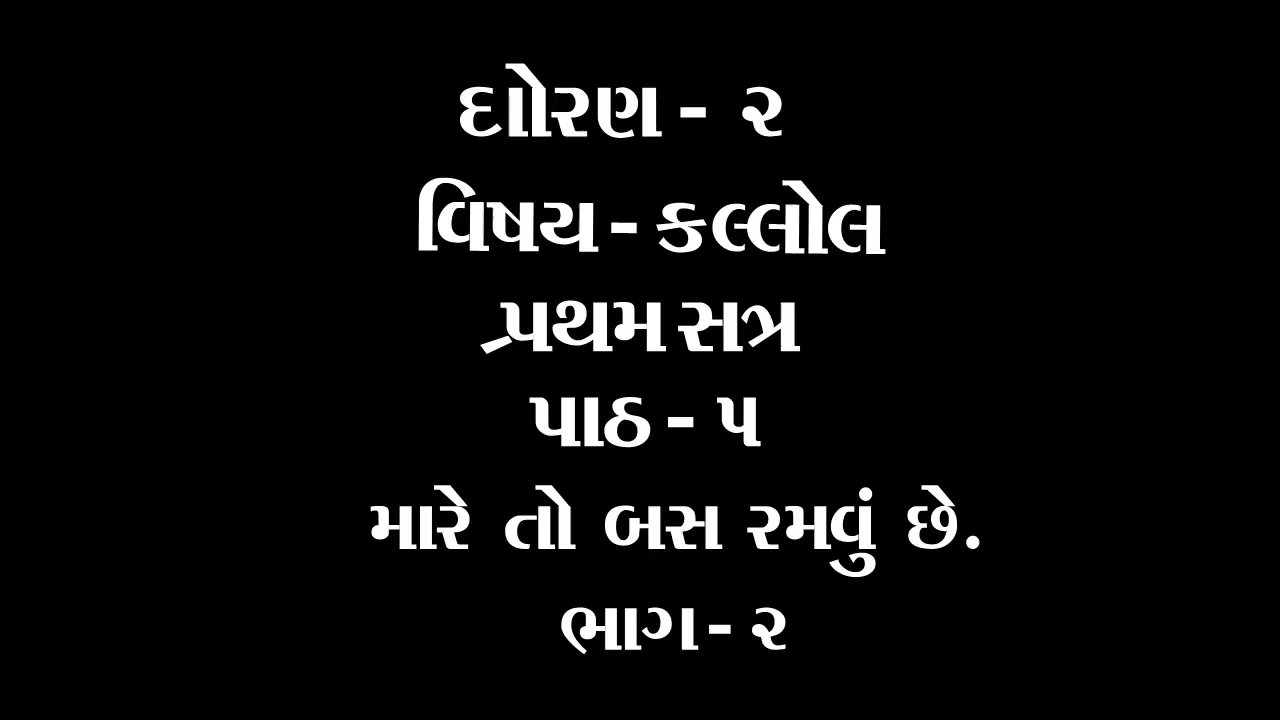 ધોરણ - ૨
વિષય - કલ્લોલ
પ્રથમ સત્ર
પાઠ - ૫
મારે તો બસ રમવું છે.
ભાગ - ૨